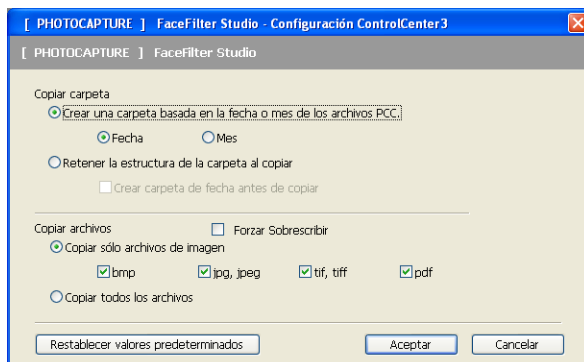 [ PHOTOCAPTURE ] FaceFilter Studio - Configuración ControlCenter3
[ PHOTOCAPTURE ] FaceFilter Studio
Copiar carpeta
Crear una carpeta basada en la fecha o mes de los archivos PCC.
Fecha Mes
Retener la estructura de la carpeta al copiar
Crear carpeta de fecha antes de copiar
Copiar archivos Forzar Sobrescribir
Copiar sólo archivos de imagen
bmp jpg, jpeg tif, tiff pdf
Copiar todos los archivos
Restablecer valores predeterminados Aceptar Cancelar